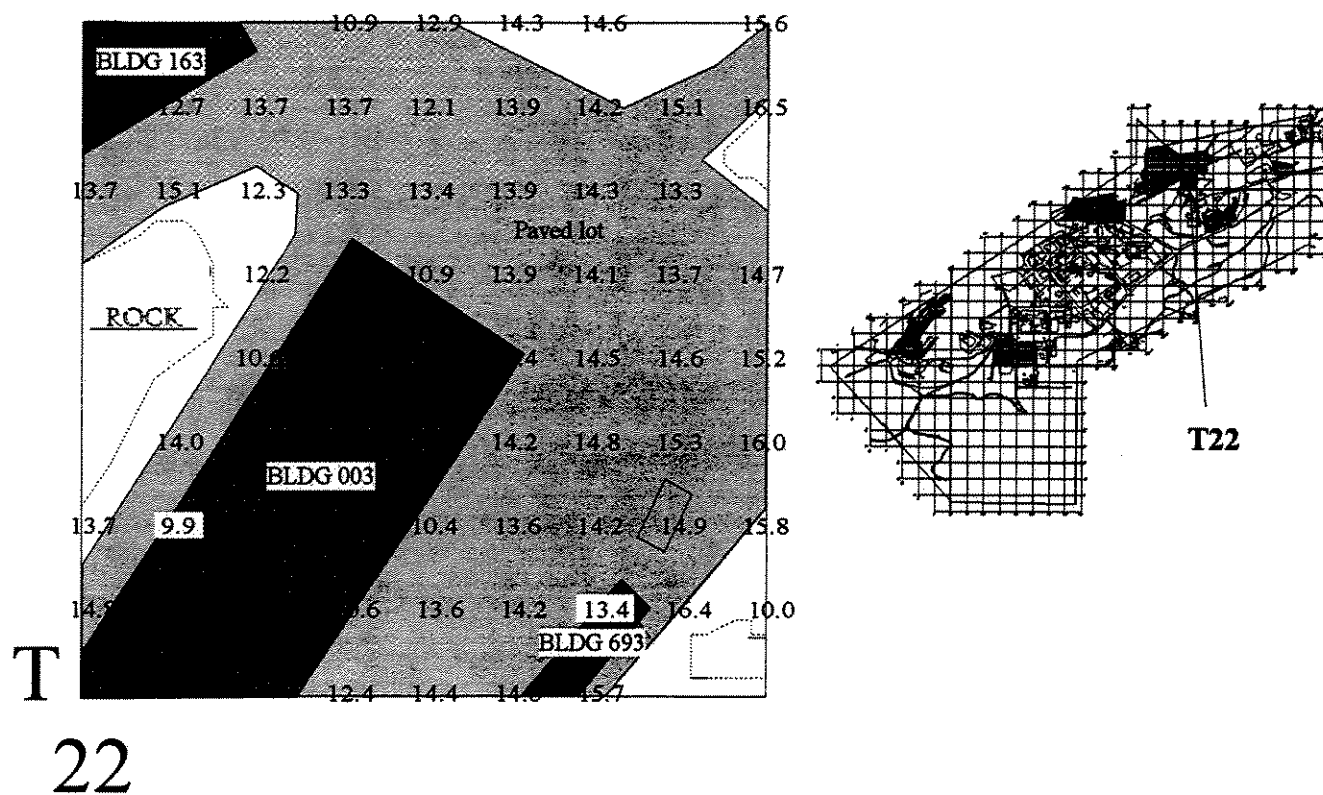 10.9 12.9 14.3 14.6 15.6
BLDG 163
12.7 13.7 13.7 12.1 13.9 14.2 15.1 16.5
13.7 15.1 12.3 13.3 13.4 13.9 14.3 13.3
Paved lot
12.2 10.9 13.9 14.1 13.7 14.7
ROCK
14.5 14.6 15.2
14.0 14.2 14.8 15.3 16.0
T22
BLDG 003
13.7 9.9 10.4 13.6 14.2 14.9 15.8
13.6 14.2 13.4 16.4 10.0
BLDG 693
T
12.4 14.4 15.7
22